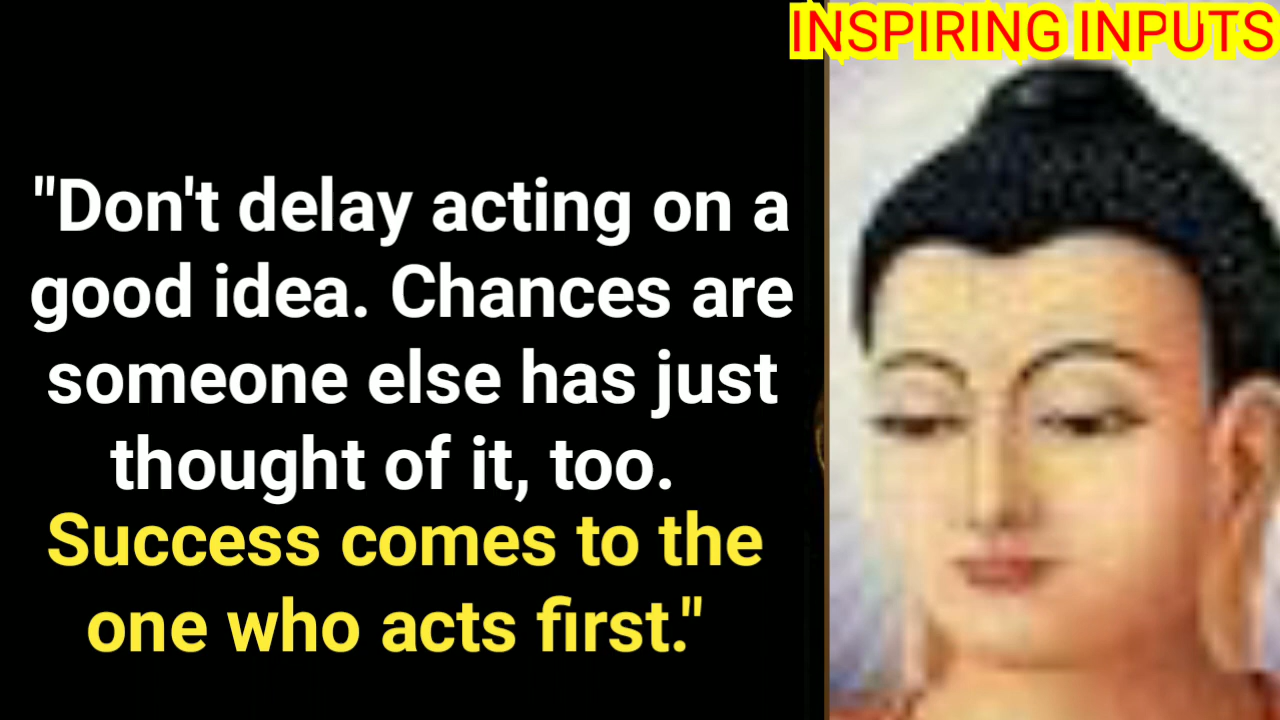 INSPIRING INPUTS
"Don't delay acting on a
good idea. Chances are
someone else has just
thought of it, too.
Success comes to the
one who acts first."